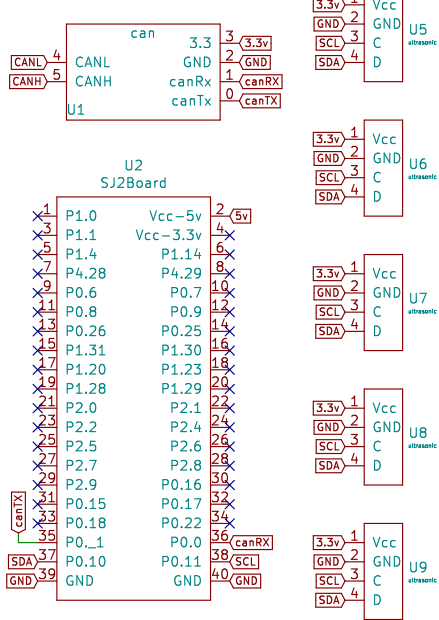 can
3.3 3 3.3v
CANL 4 CANL GND 2 GND
CANH 5 CANH canRx 1 canRX
canTx 0 canTX
U1
U2
SJ2Board
1 P1.0 Vcc-5v 2 5v
3 P1.1 Vcc-3.3v 4
5 P1.4 P1.14 6
7 P4.28 P4.29 8
9 P0.6 P0.7 10
11 P0.8 P0.9 12
13 P0.26 P0.25 14
15 P1.31 P1.30 16
17 P1.20 P1.23 18
19 P1.28 P1.29 20
21 P2.0 P2.1 22
23 P2.2 P2.4 24
25 P2.5 P2.6 26
27 P2.7 P2.8 28
29 P2.9 P0.16 30
31 P0.15 P0.17 32
33 P0.18 P0.22 34
canTX
35 P0._1 P0.0 36 canRX
SDA 37 P0.10 P0.11 38 SCL
GND 39 GND GND 40 GND
3.3v 1 Vcc
GND 2 GND U5
SCL 3 C ultrasonic
SDA 4 D
3.3v 1 Vcc
GND 2 GND U6
SCL 3 C ultrasonic
SDA 4 D
3.3v 1 Vcc
GND 2 GND U7
SCL 3 C ultrasonic
SDA 4 D
3.3v 1 Vcc
GND 2 GND U8
SCL 3 C ultrasonic
SDA 4 D
3.3v 1 Vcc
GND 2 GND U9
SCL 3 C ultrasonic
SDA 4 D